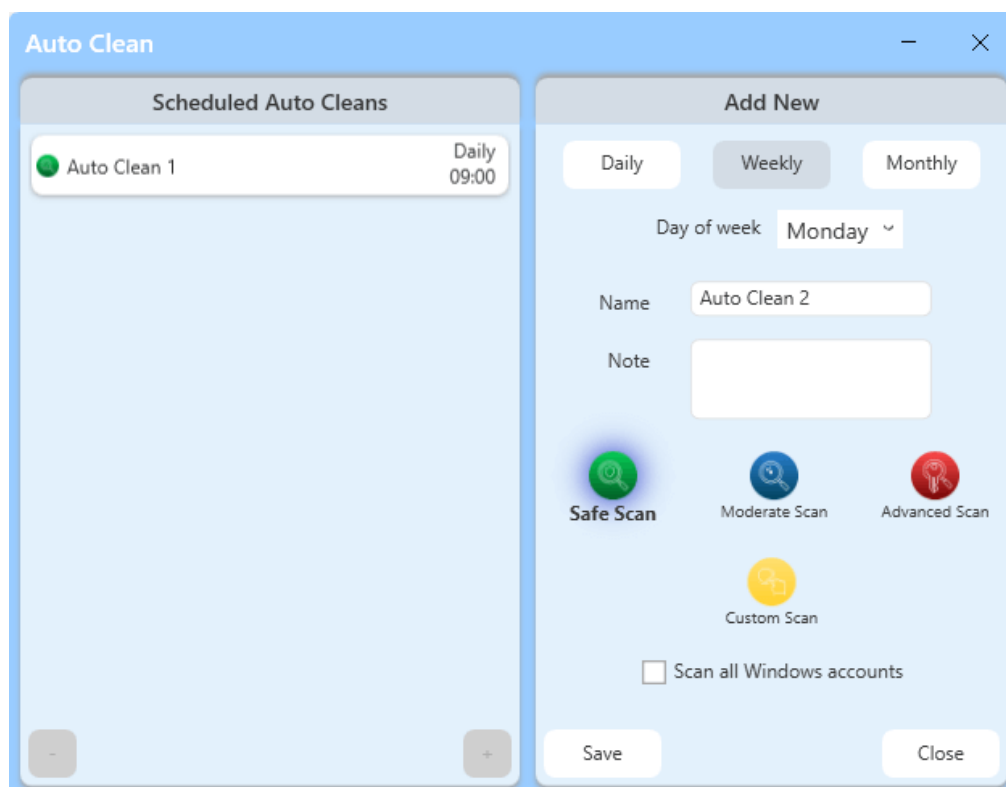 Auto Clean
Scheduled Auto Cleans
Auto Clean 1
Daily
09:00
-
+
Add New
Daily
Weekly
Monthly
Day of week Monday
Name Auto Clean 2
Note
Safe Scan
Moderate Scan
Advanced Scan
Custom Scan
Scan all Windows accounts
Save
Close